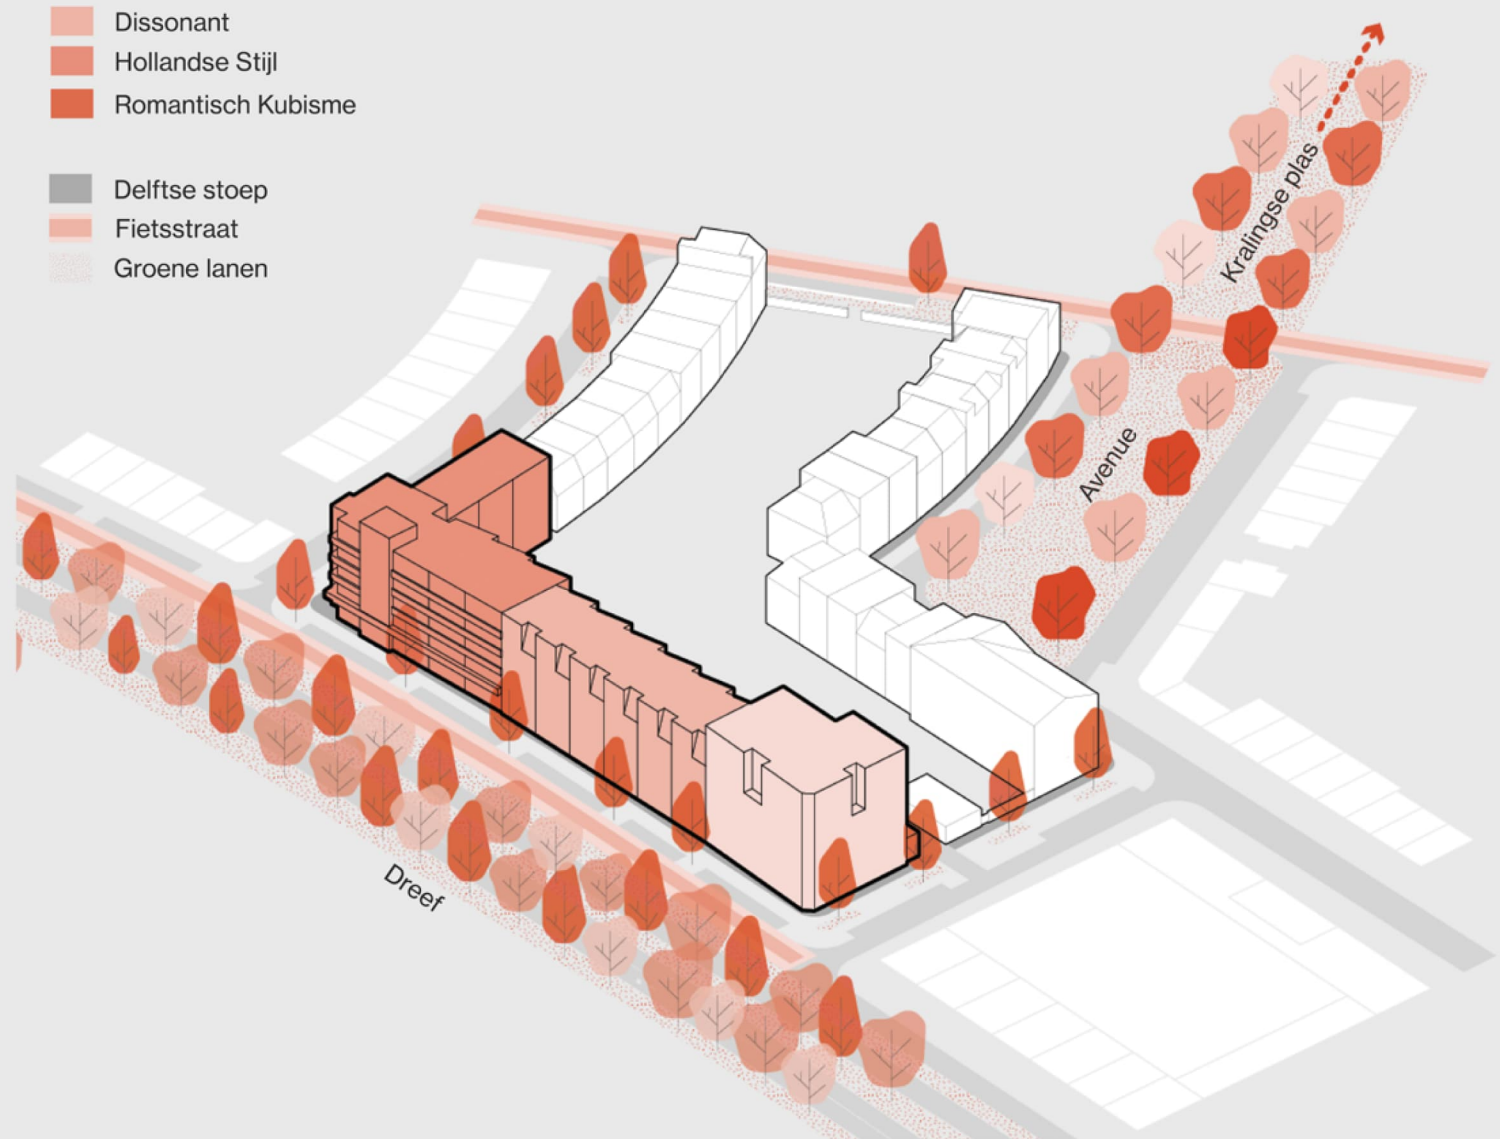 Dissonant
Hollandse Stijl
Romantisch Kubisme
Delftse stoep
Fietsstraat
Groene lanen
Kralingse plas
Avenue
Dreef